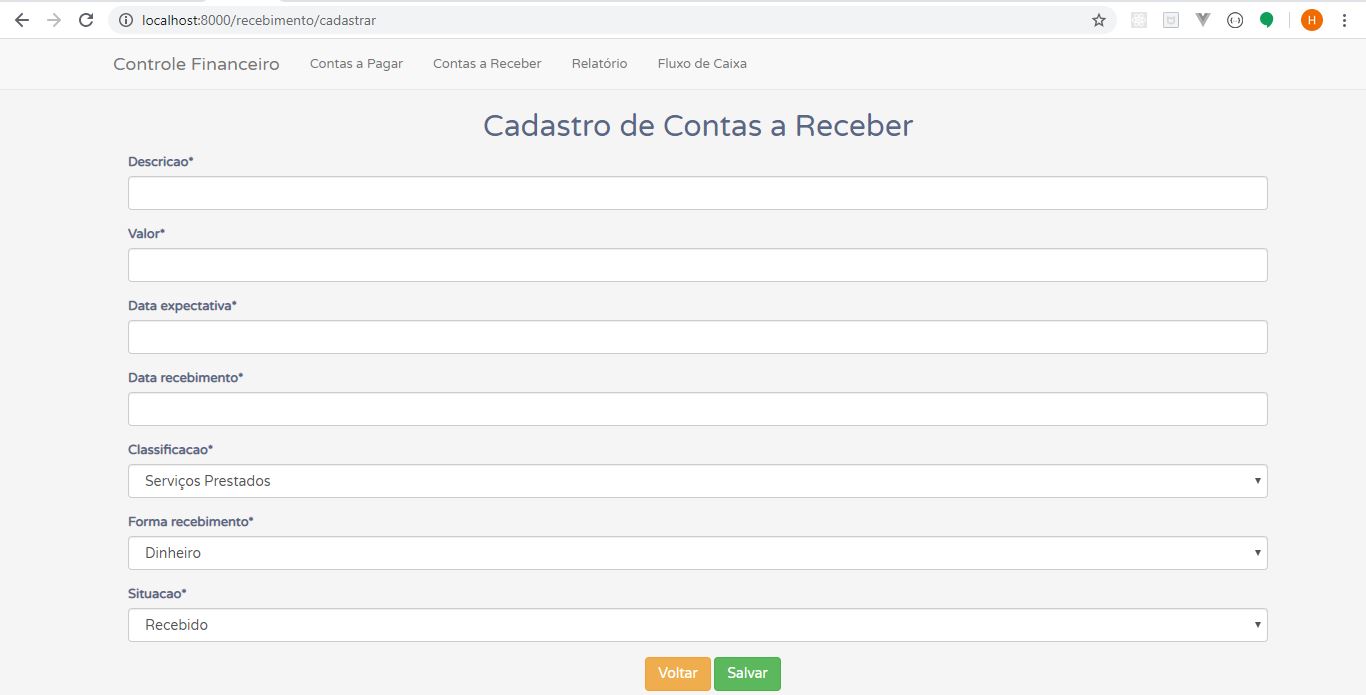 localhost:8000/recebimento/cadastrar
H
Controle Financeiro Contas a Pagar Contas a Receber Relatório Fluxo de Caixa
Cadastro de Contas a Receber
Descricao*
Valor*
Data expectativa*
Data recebimento*
Classificacao*
Serviços Prestados
Forma recebimento*
Dinheiro
Situacao*
Recebido
Voltar Salvar